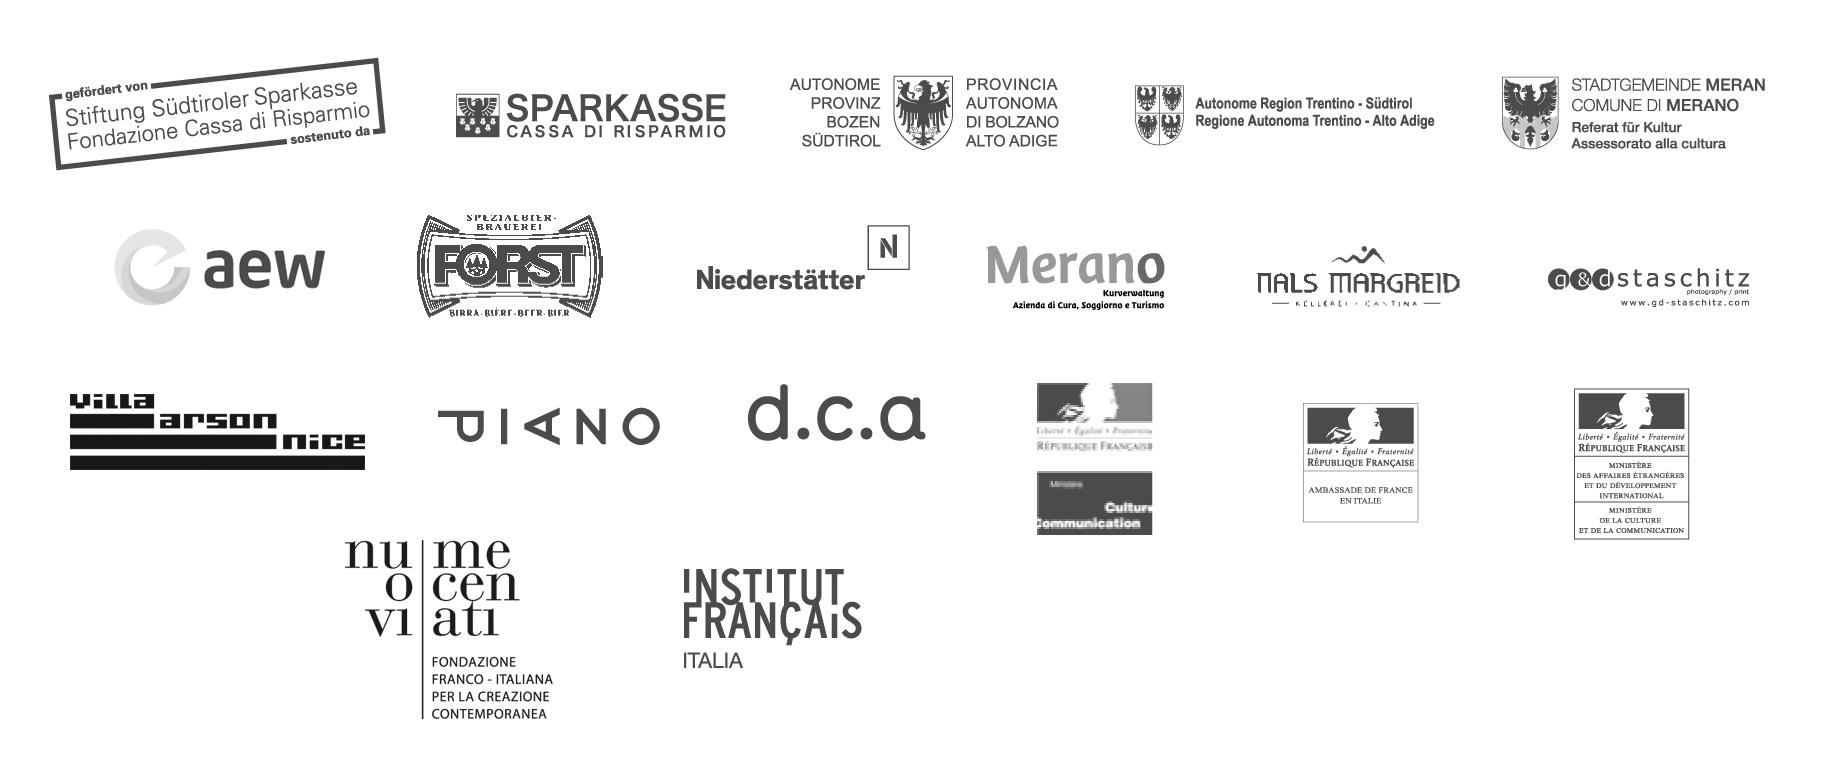 gefördert von
Stiftung Südtiroler Sparkasse
Fondazione Cassa di Risparmio
sostenuto da
SPARKASSE
CASSA DI RISPARMIO
AUTONOME
PROVINZ
BOZEN
SÜDTIROL
PROVINCIA
AUTONOMA
DI BOLZANO
ALTO ADIGE
Autonome Region Trentino - Südtirol
Regione Autonoma Trentino - Alto Adige
STADTGEMEINDE MERAN
COMUNE DI MERANO
Referat für Kultur
Assessorato alla cultura
aew
SPEZIALBIER-
BRAUEREI
FORST
BIRRA-BIÈRE-BEER-BIER
Niederstätter
N
Merano
Kurverwaltung
Azienda di Cura, Soggiorno e Turismo
NALS MARGREID
KELLEREI · CANTINA
g&d staschitz
photography / print
www.gd-staschitz.com
villa
arson
nice
PIANO
d.c.a
Liberté • Égalité • Fraternité
RÉPUBLIQUE FRANÇAISE
Ministère
Culture
Communication
Liberté • Égalité • Fraternité
RÉPUBLIQUE FRANÇAISE
AMBASSADE DE FRANCE
EN ITALIE
Liberté • Égalité • Fraternité
RÉPUBLIQUE FRANÇAISE
MINISTÈRE
DES AFFAIRES ÉTRANGÈRES
ET DU DÉVELOPPEMENT
INTERNATIONAL
MINISTÈRE
DE LA CULTURE
ET DE LA COMMUNICATION
nu
o
vi
me
cen
ati
FONDAZIONE
FRANCO - ITALIANA
PER LA CREAZIONE
CONTEMPORANEA
INSTITUT
FRANÇAIS
ITALIA